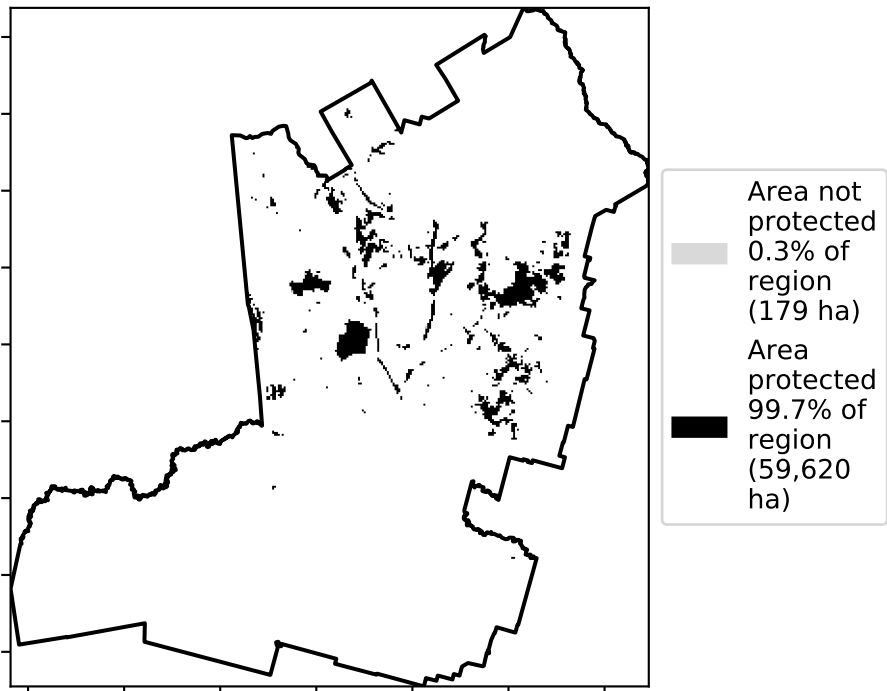 Area not
protected
0.3% of
region
(179 ha)
Area
protected
99.7% of
region
(59,620
ha)